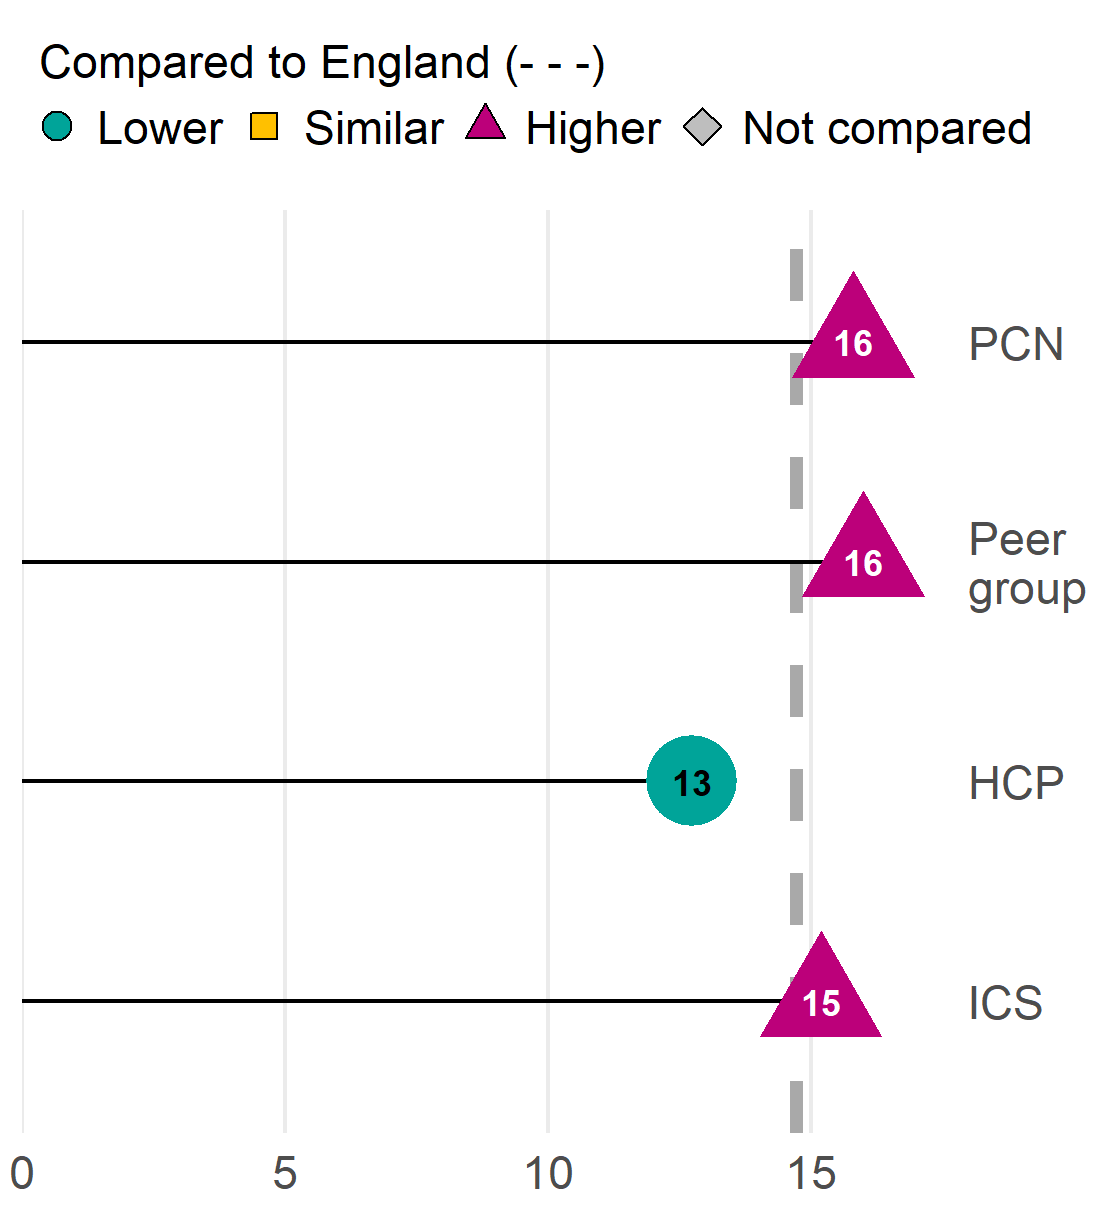 Compared to England (- - -)
Lower Similar Higher Not compared
16 PCN
16 Peer
group
13 HCP
15 ICS
0 5 10 15